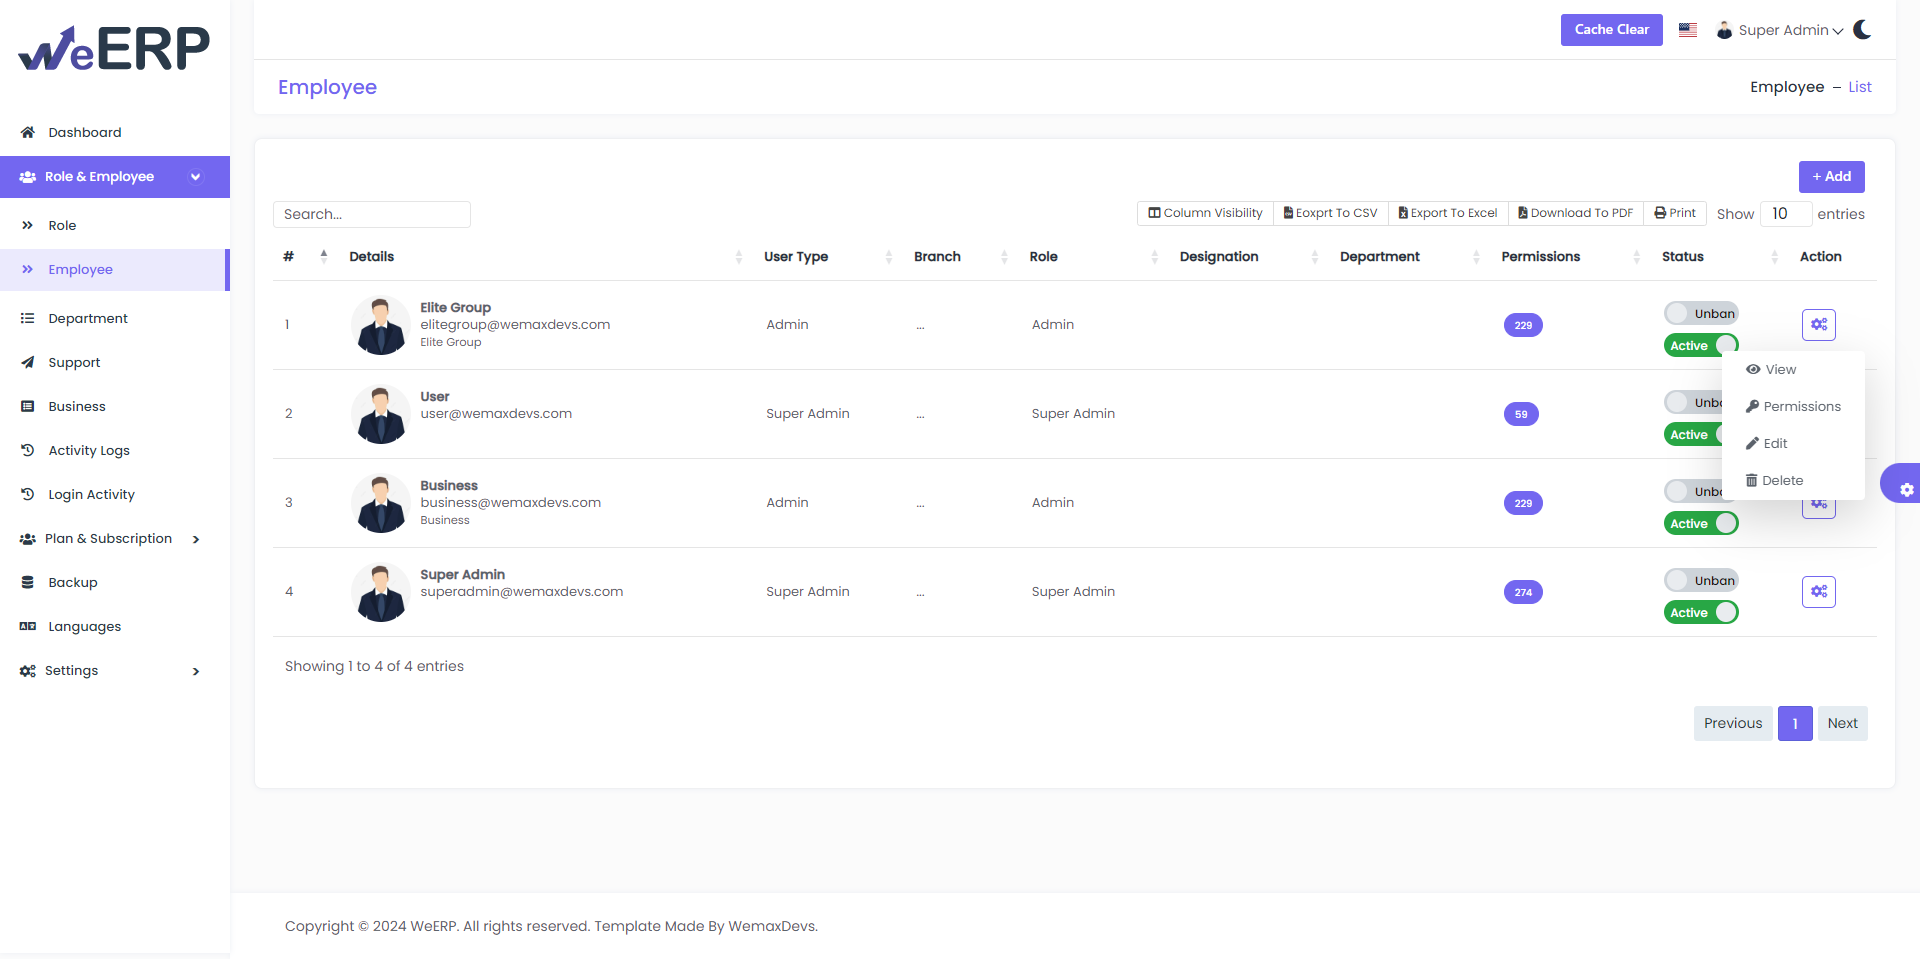 WeERP
Cache Clear
Super Admin
Employee
Employee – List
Dashboard
Role & Employee
Role
Employee
Department
Support
Business
Activity Logs
Login Activity
Plan & Subscription
Backup
Languages
Settings
+ Add
Search...
Column Visibility
Eoxprt To CSV
Export To Excel
Download To PDF
Print
Show 10 entries
# Details User Type Branch Role Designation Department Permissions Status Action
1
Elite Group
elitegroup@wemaxdevs.com
Elite Group
Admin ... Admin 229
Unban
Active
View
Permissions
Edit
Delete
2
User
user@wemaxdevs.com
Super Admin ... Super Admin 59
Active
3
Business
business@wemaxdevs.com
Business
Admin ... Admin 229
Active
4
Super Admin
superadmin@wemaxdevs.com
Super Admin ... Super Admin 274
Unban
Active
Showing 1 to 4 of 4 entries
Previous 1 Next
Copyright © 2024 WeERP. All rights reserved. Template Made By WemaxDevs.